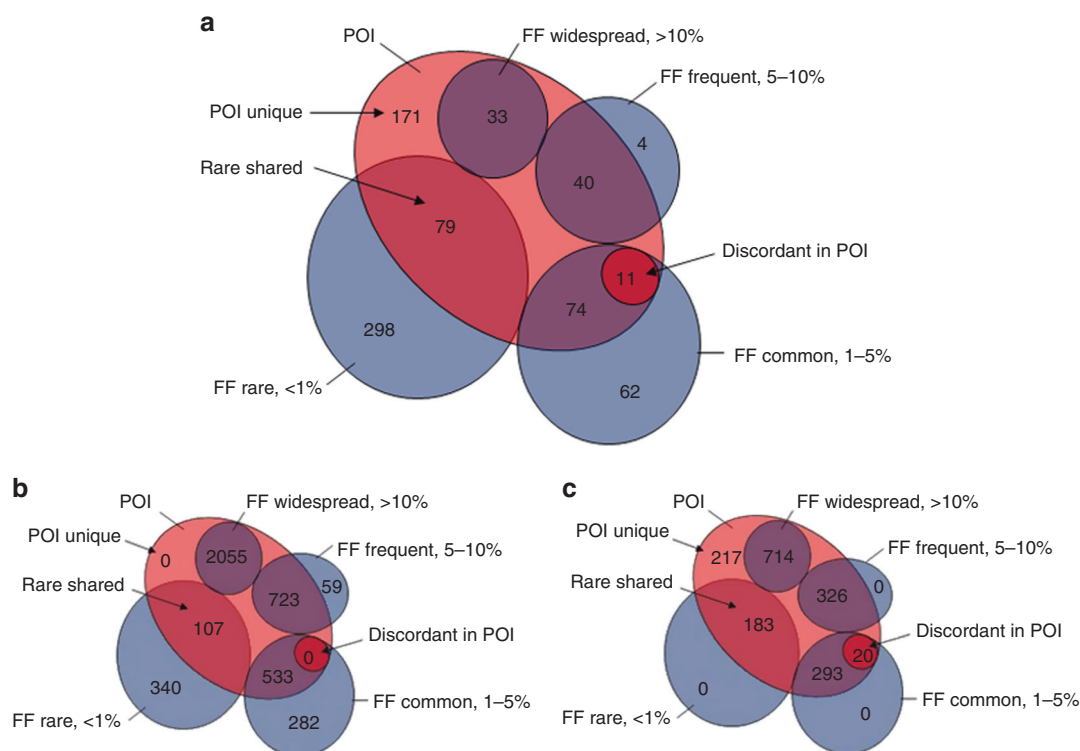 a
POI
FF widespread, >10%
FF frequent, 5–10%
POI unique
171
33
4
Rare shared
40
79
Discordant in POI
11
74
298
FF common, 1–5%
FF rare, <1%
62
b
POI
FF widespread, >10%
POI unique
0
2055
FF frequent, 5–10%
59
Rare shared
723
107
Discordant in POI
0
533
340
FF common, 1–5%
FF rare, <1%
282
c
POI
FF widespread, >10%
POI unique
217
714
FF frequent, 5–10%
0
Rare shared
326
183
Discordant in POI
20
293
0
FF common, 1–5%
FF rare, <1%
0